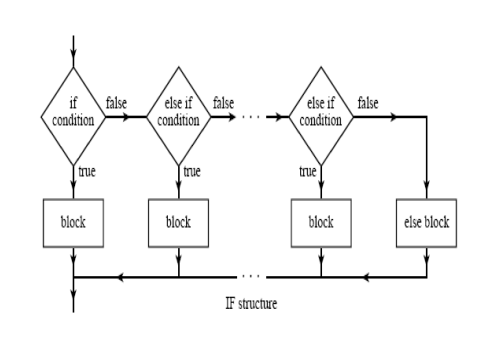 if
condition
false
else if
condition
false
. . .
else if
condition
false
true
true
true
block
block
block
else block
. . .
IF structure